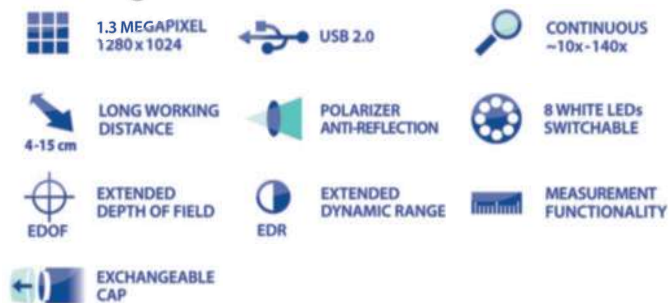 1.3 MEGAPIXEL
1280 x 1024
USB 2.0
CONTINUOUS
~10x-140x
4-15 cm
LONG WORKING
DISTANCE
POLARIZER
ANTI-REFLECTION
8 WHITE LEDs
SWITCHABLE
EDOF
EXTENDED
DEPTH OF FIELD
EDR
EXTENDED
DYNAMIC RANGE
MEASUREMENT
FUNCTIONALITY
EXCHANGEABLE
CAP